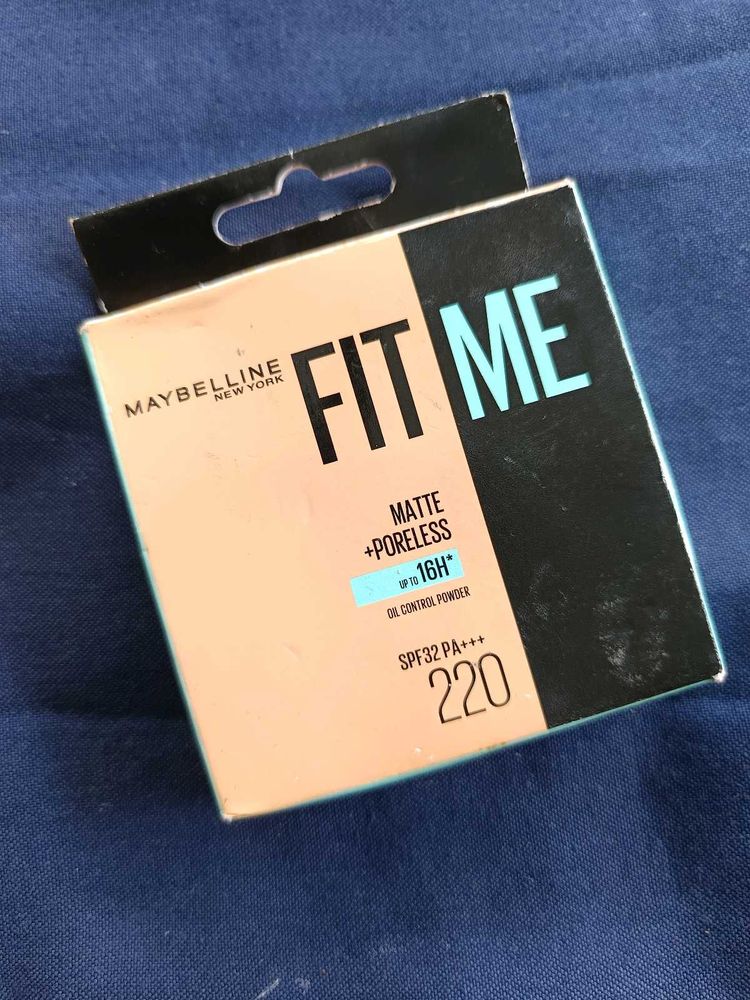 MAYBELLINE
NEW YORK
FIT ME
MATTE
+PORELESS
UP TO 16H*
OIL CONTROL POWDER
SPF32 PA+++
220